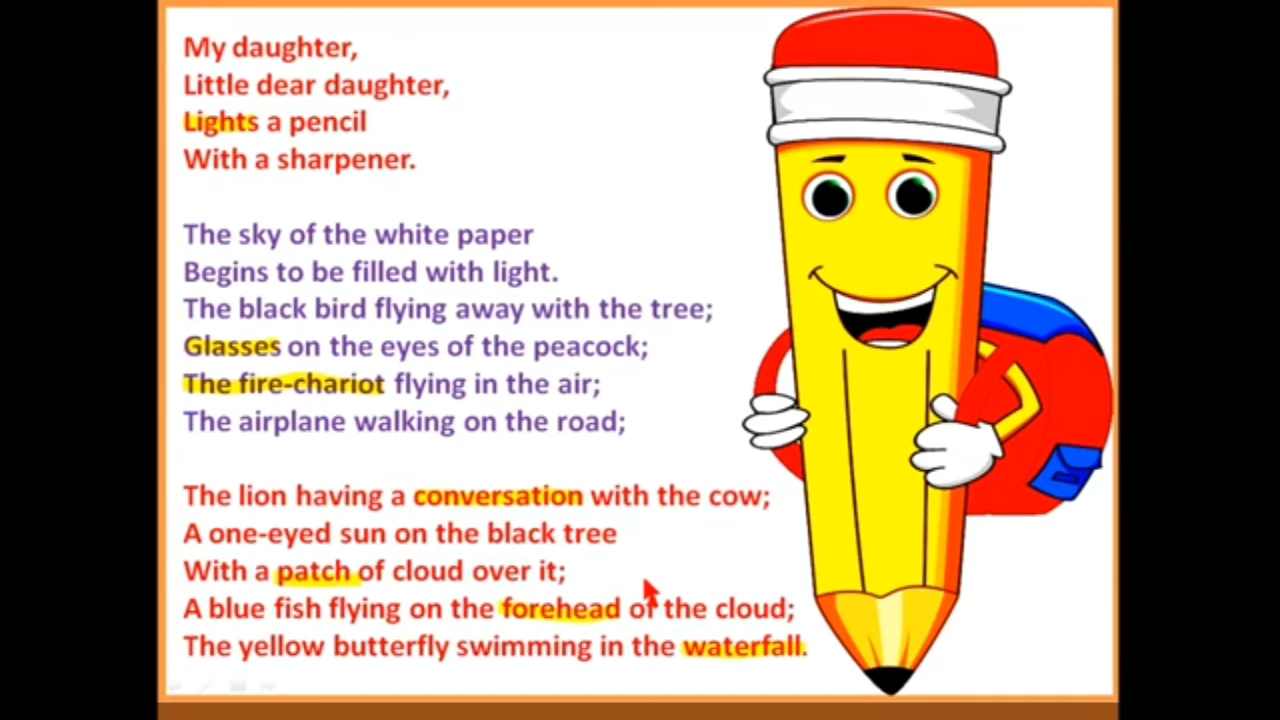 My daughter,
Little dear daughter,
Lights a pencil
With a sharpener.
The sky of the white paper
Begins to be filled with light.
The black bird flying away with the tree;
Glasses on the eyes of the peacock;
The fire-chariot flying in the air;
The airplane walking on the road;
The lion having a conversation with the cow;
A one-eyed sun on the black tree
With a patch of cloud over it;
A blue fish flying on the forehead of the cloud;
The yellow butterfly swimming in the waterfall.